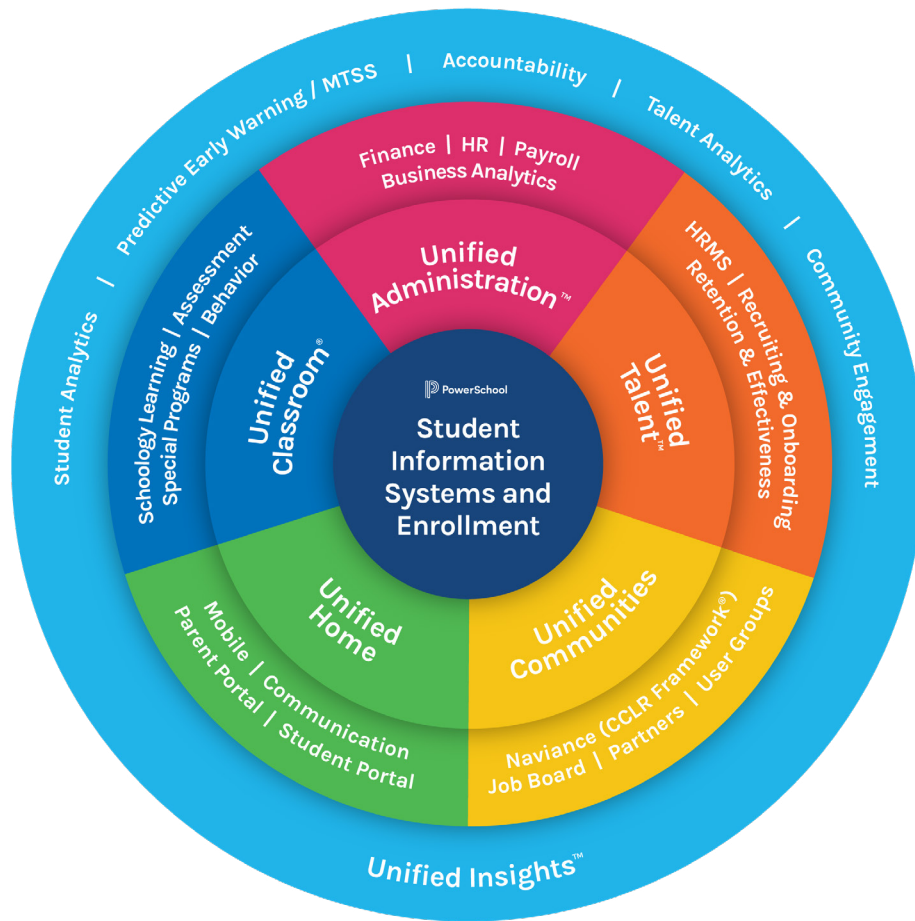 Student Analytics | Predictive Early Warning / MTSS | Accountability | Talent Analytics | Community Engagement
Finance | HR | Payroll
Business Analytics
Unified
Administration™
HRMS | Recruiting & Onboarding
Retention & Effectiveness
Unified
Talent™
Schoology Learning | Assessment
Special Programs | Behavior
Unified
Classroom®
PowerSchool
Student
Information
Systems and
Enrollment
Unified
Home
Mobile | Communication
Parent Portal | Student Portal
Unified
Communities
Naviance (CCLR Framework®)
Job Board | Partners | User Groups
Unified Insights™